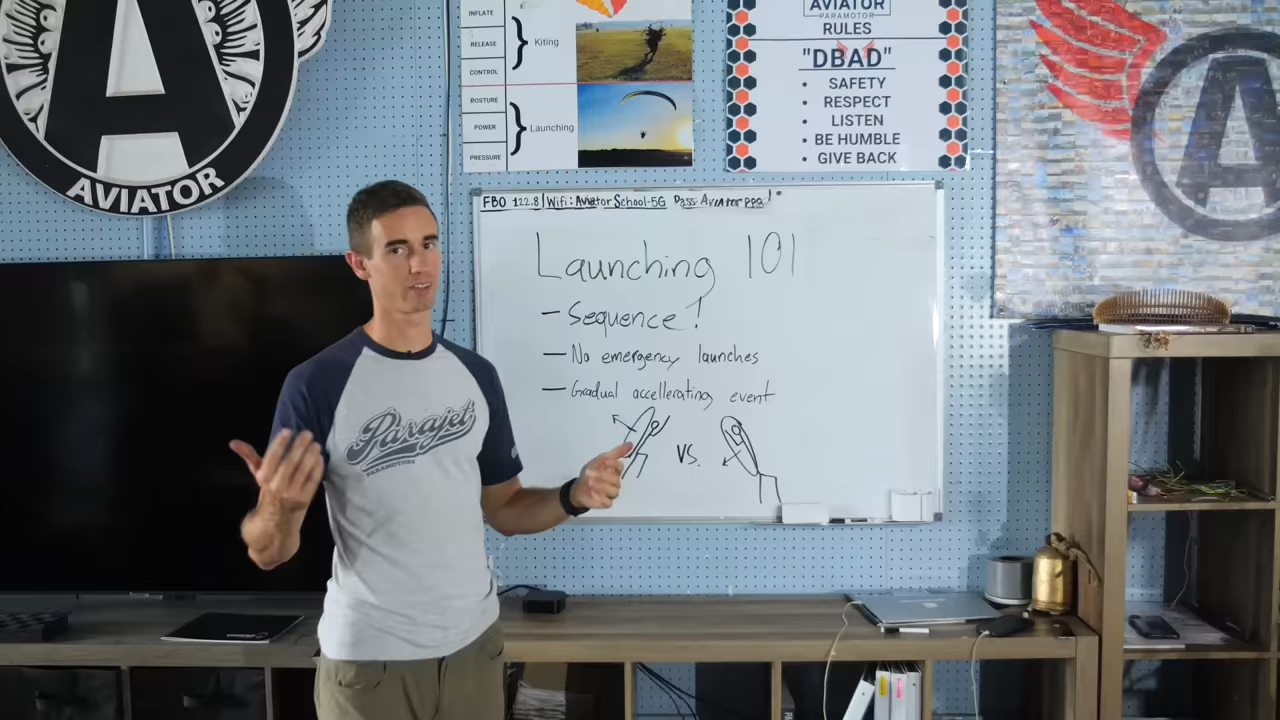 AVIATOR
INFLATE
RELEASE
CONTROL
Kiting
POSTURE
POWER
PRESSURE
Launching
AVIATOR
PARAMOTOR
RULES
"DBAD"
• SAFETY
• RESPECT
• LISTEN
• BE HUMBLE
• GIVE BACK
FBO 122.8 | Wifi: Aviator School-5G Pass: Aviator PPG!
Launching 101
- Sequence!
- No emergency launches
- Gradual accellerating event
VS.
Parajet
PARAMOTORS